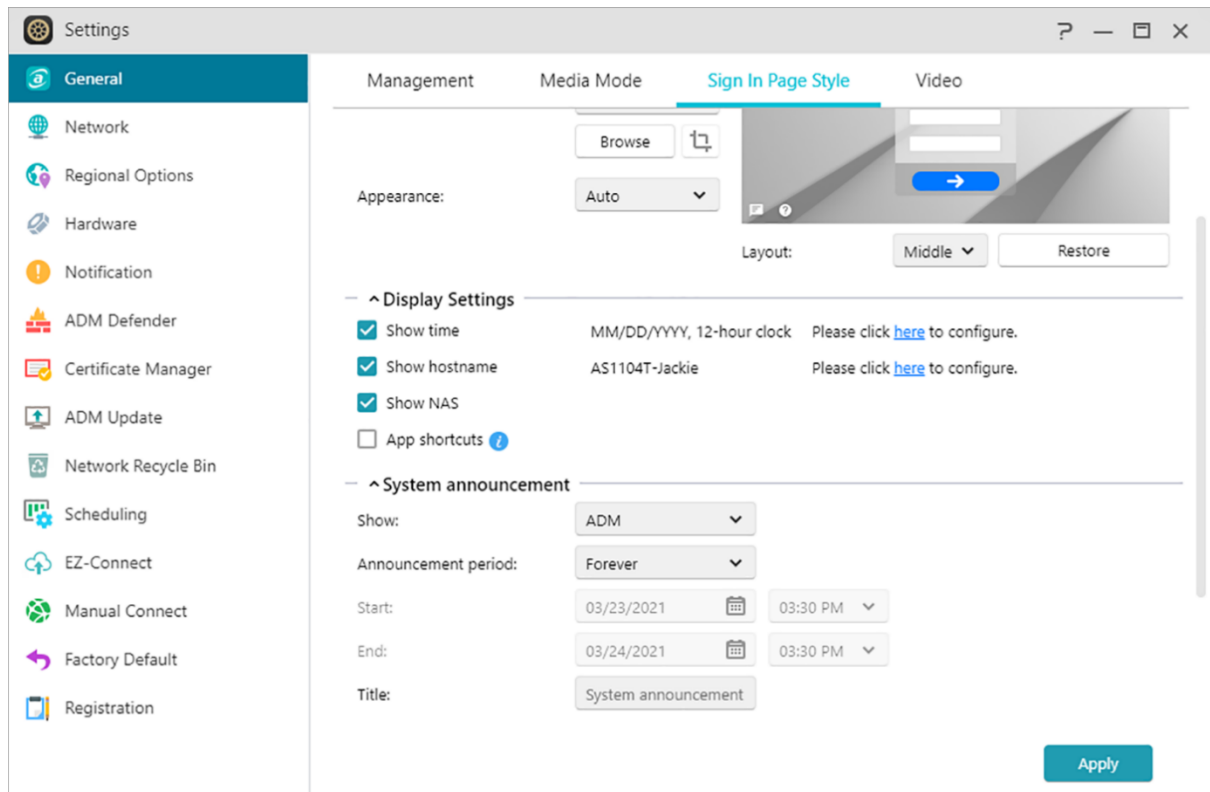 Settings
General
Network
Regional Options
Hardware
Notification
ADM Defender
Certificate Manager
ADM Update
Network Recycle Bin
Scheduling
EZ-Connect
Manual Connect
Factory Default
Registration
Management Media Mode Sign In Page Style Video
Browse
Appearance: Auto
Layout: Middle Restore
Display Settings
Show time MM/DD/YYYY, 12-hour clock Please click here to configure.
Show hostname AS1104T-Jackie Please click here to configure.
Show NAS
App shortcuts
System announcement
Show: ADM
Announcement period: Forever
Start: 03/23/2021 03:30 PM
End: 03/24/2021 03:30 PM
Title: System announcement
Apply